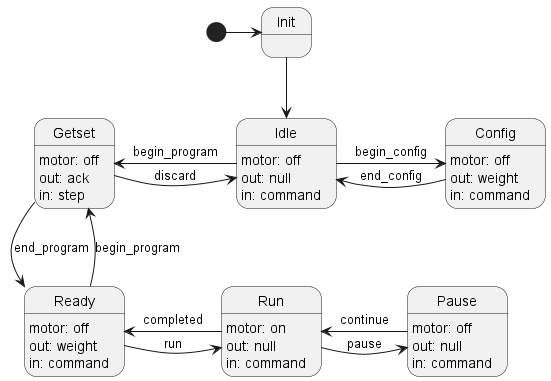 Init
Getset
motor: off
out: ack
in: step
begin_program
discard
Idle
motor: off
out: null
in: command
begin_config
end_config
Config
motor: off
out: weight
in: command
end_program
begin_program
Ready
motor: off
out: weight
in: command
completed
run
Run
motor: on
out: null
in: command
continue
pause
Pause
motor: off
out: null
in: command